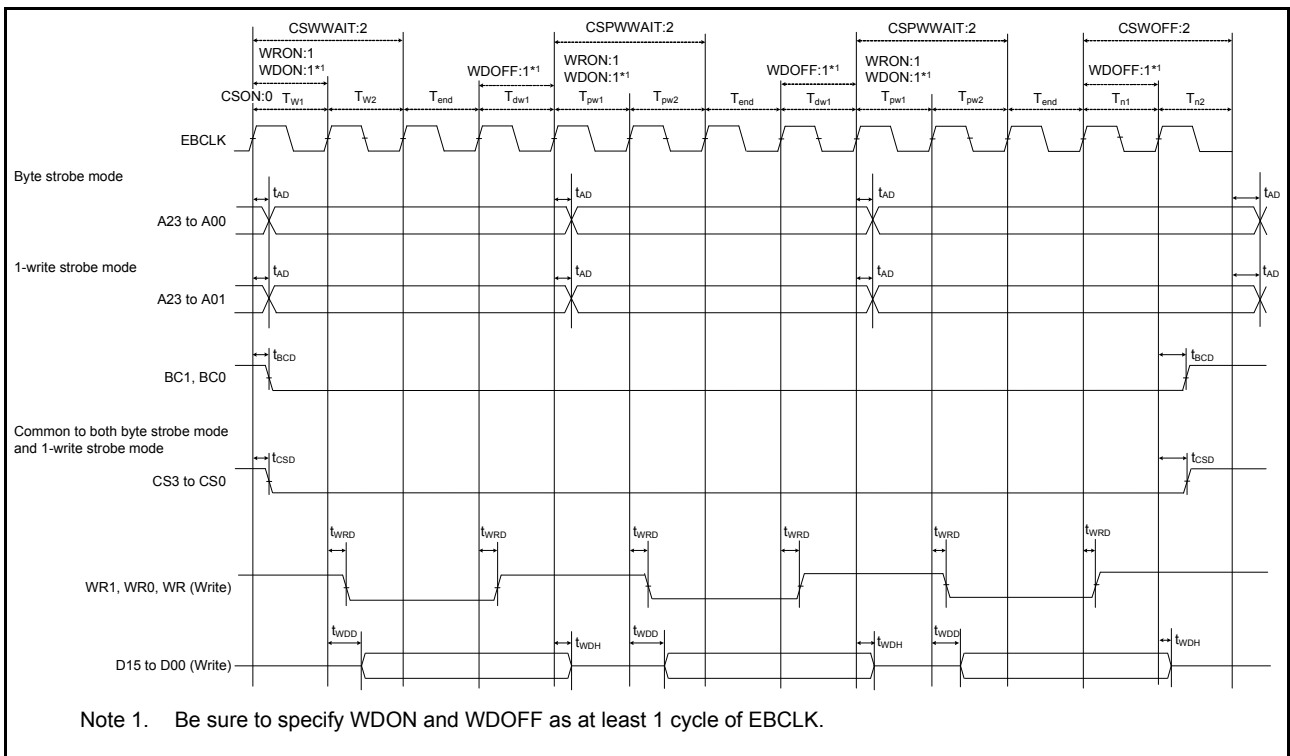 CSWWAIT:2 CSPWWAIT:2 CSPWWAIT:2 CSWOFF:2
WRON:1 WRON:1 WRON:1
WDON:1*1 WDOFF:1*1 WDON:1*1 WDOFF:1*1 WDON:1*1 WDOFF:1*1
CSON:0 TW1 TW2 Tend Tdw1 Tpw1 Tpw2 Tend Tdw1 Tpw1 Tpw2 Tend Tn1 Tn2
EBCLK
Byte strobe mode
tAD tAD tAD tAD
A23 to A00
1-write strobe mode
tAD tAD tAD tAD
A23 to A01
tBCD tBCD
BC1, BC0
Common to both byte strobe mode
and 1-write strobe mode
tCSD tCSD
CS3 to CS0
tWRD tWRD tWRD tWRD tWRD tWRD
WR1, WR0, WR (Write)
tWDD tWDH tWDD tWDH tWDD tWDH
D15 to D00 (Write)
Note 1. Be sure to specify WDON and WDOFF as at least 1 cycle of EBCLK.